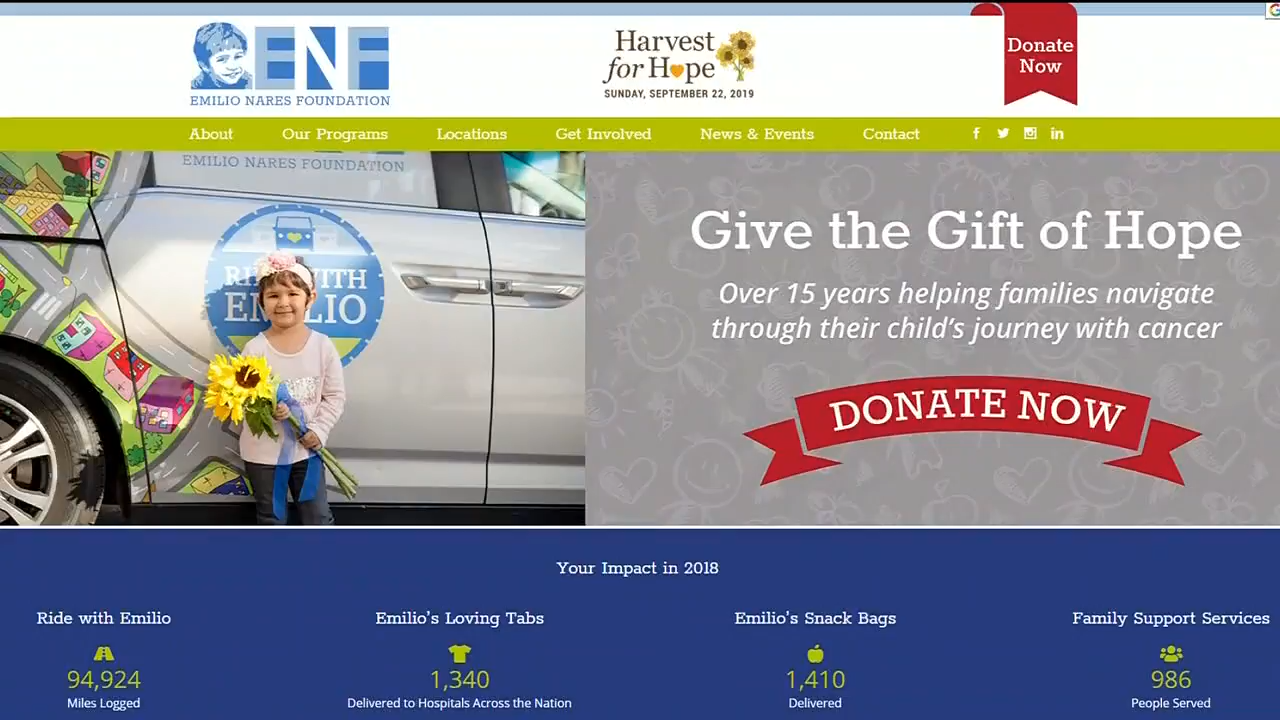 ENF
EMILIO NARES FOUNDATION
Harvest
for Hope
SUNDAY, SEPTEMBER 22, 2019
Donate
Now
About
Our Programs
Locations
Get Involved
News & Events
Contact
EMILIO NARES FOUNDATION
WITH
Give the Gift of Hope
Over 15 years helping families navigate
through their child's journey with cancer
DONATE NOW
Your Impact in 2018
Ride with Emilio
94,924
Miles Logged
Emilio's Loving Tabs
1,340
Delivered to Hospitals Across the Nation
Emilio's Snack Bags
1,410
Delivered
Family Support Services
986
People Served